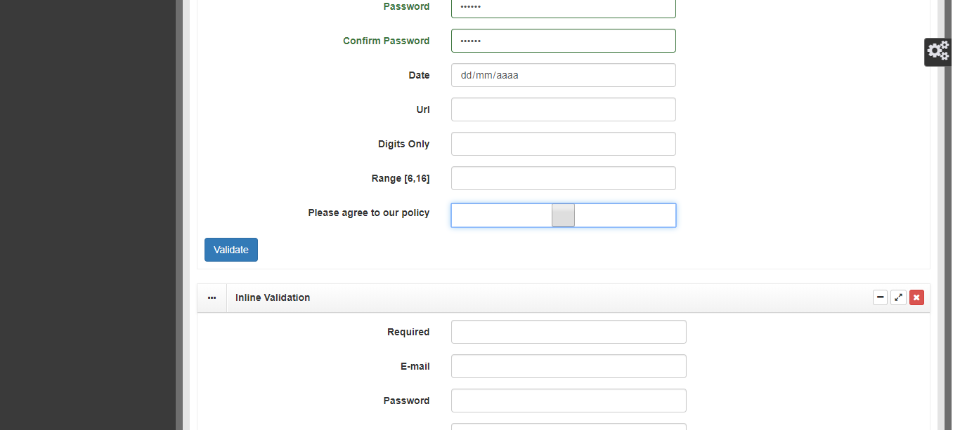 Password ••••••
Confirm Password ••••••
Date dd/mm/aaaa
Url
Digits Only
Range [6,16]
Please agree to our policy
Validate
Inline Validation
Required
E-mail
Password